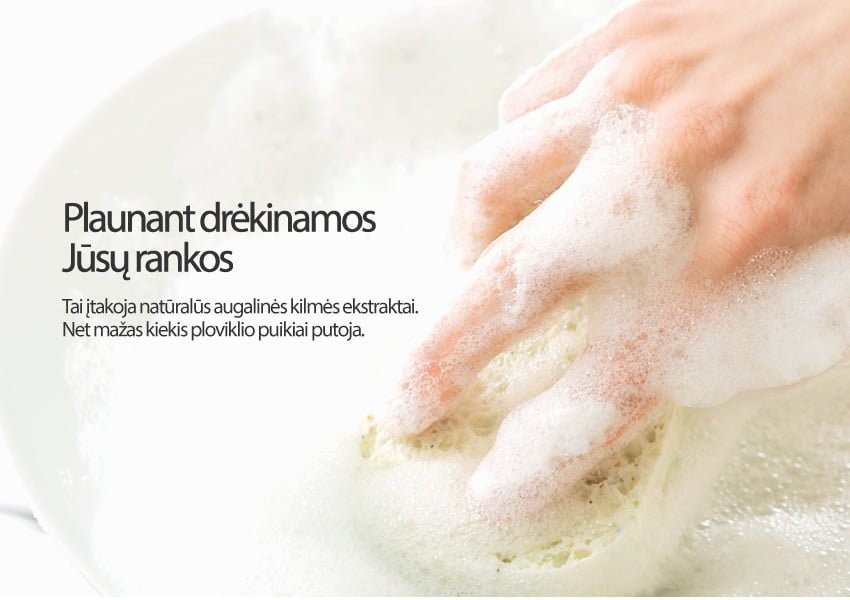 Plaunant drėkinamos
Jūsų rankos
Tai įtakoja natūralūs augalinės kilmės ekstraktai.
Net mažas kiekis ploviklio puikiai putoja.